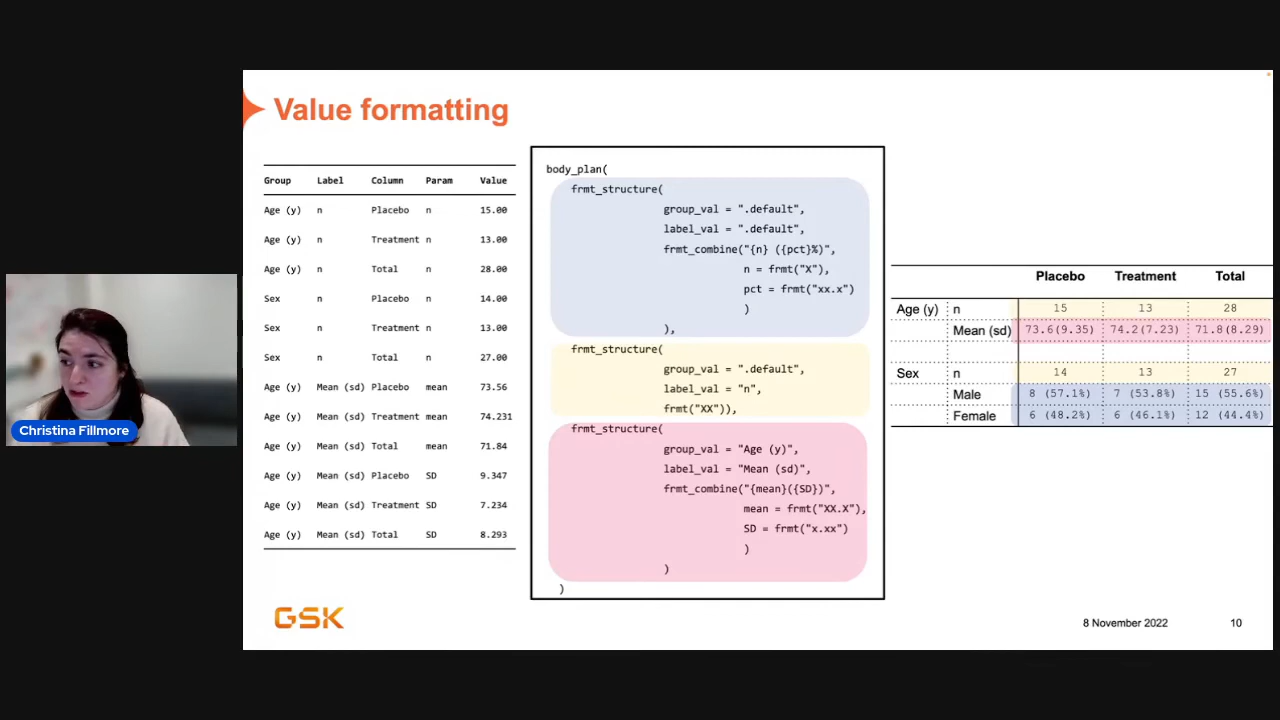 Value formatting
Group Label Column Param Value
Age (y) n Placebo n 15.00
Age (y) n Treatment n 13.00
Age (y) n Total n 28.00
Sex n Placebo n 14.00
Sex n Treatment n 13.00
Sex n Total n 27.00
Age (y) Mean (sd) Placebo mean 73.56
Age (y) Mean (sd) Treatment mean 74.231
Age (y) Mean (sd) Total mean 71.84
Age (y) Mean (sd) Placebo SD 9.347
Age (y) Mean (sd) Treatment SD 7.234
Age (y) Mean (sd) Total SD 8.293
body_plan(
frmt_structure(
group_val = ".default",
label_val = ".default",
frmt_combine("{n} ({pct}%)",
n = frmt("X"),
pct = frmt("xx.x")
)
),
frmt_structure(
group_val = ".default",
label_val = "n",
frmt("XX")),
frmt_structure(
group_val = "Age (y)",
label_val = "Mean (sd)",
frmt_combine("{mean}({SD})",
mean = frmt("XX.X"),
SD = frmt("x.xx")
)
)
)
Placebo Treatment Total
Age (y) n 15 13 28
Mean (sd) 73.6(9.35) 74.2(7.23) 71.8(8.29)
Sex n 14 13 27
Male 8 (57.1%) 7 (53.8%) 15 (55.6%)
Female 6 (48.2%) 6 (46.1%) 12 (44.4%)
Christina Fillmore
GSK
8 November 2022 10